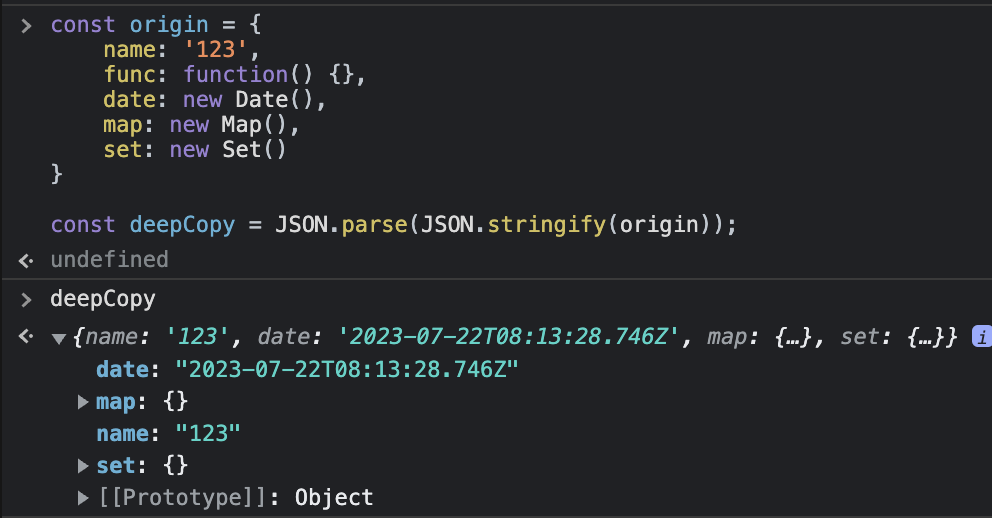 > const origin = {
name: '123',
func: function() {},
date: new Date(),
map: new Map(),
set: new Set()
}
const deepCopy = JSON.parse(JSON.stringify(origin));
undefined
> deepCopy
{name: '123', date: '2023-07-22T08:13:28.746Z', map: {…}, set: {…}} i
date: "2023-07-22T08:13:28.746Z"
map: {}
name: "123"
set: {}
[[Prototype]]: Object